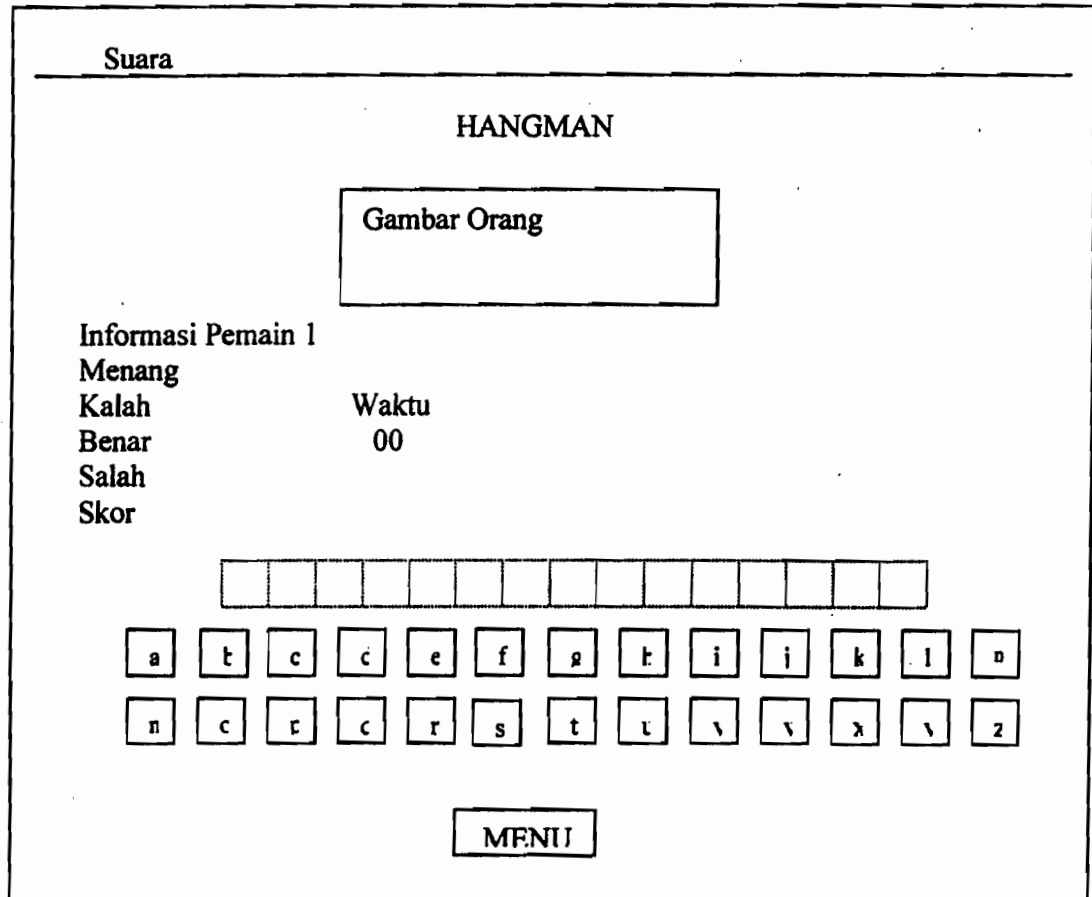 Suara
HANGMAN
Gambar Orang
Informasi Pemain 1
Menang
Kalah Waktu
Benar 00
Salah
Skor
a c e f g i j k l n
n r s t x z
MENU